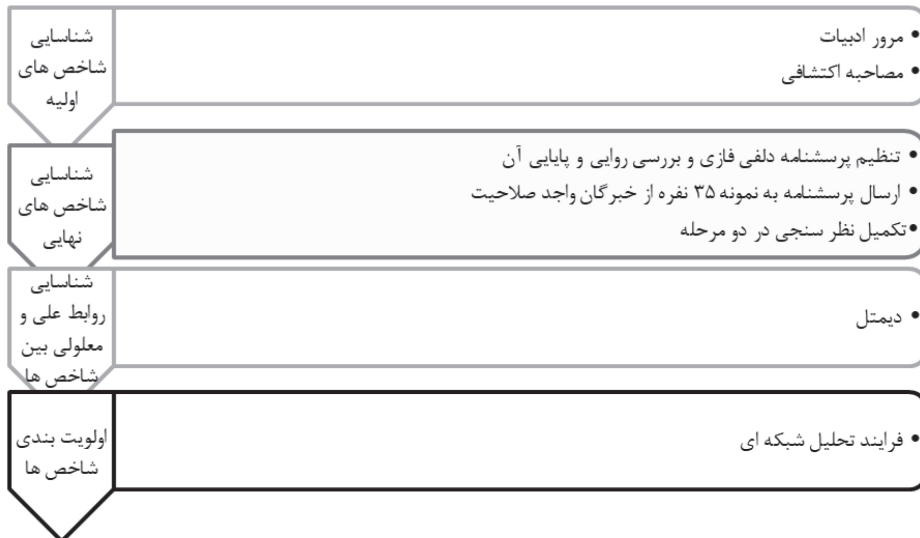 شناسایی
شاخص های
اولیه
• مرور ادبیات
• مصاحبه اکتشافی
شناسایی
شاخص های
نهایی
• تنظیم پرسشنامه دلفی فازی و بررسی روایی و پایایی آن
• ارسال پرسشنامه به نمونه ۳۵ نفره از خبرگان واجد صلاحیت
•تکمیل نظر سنجی در دو مرحله
شناسایی
روابط علی و
معلولی بین
شاخص ها
• دیمتل
اولویت بندی
شاخص ها
• فرایند تحلیل شبکه ای